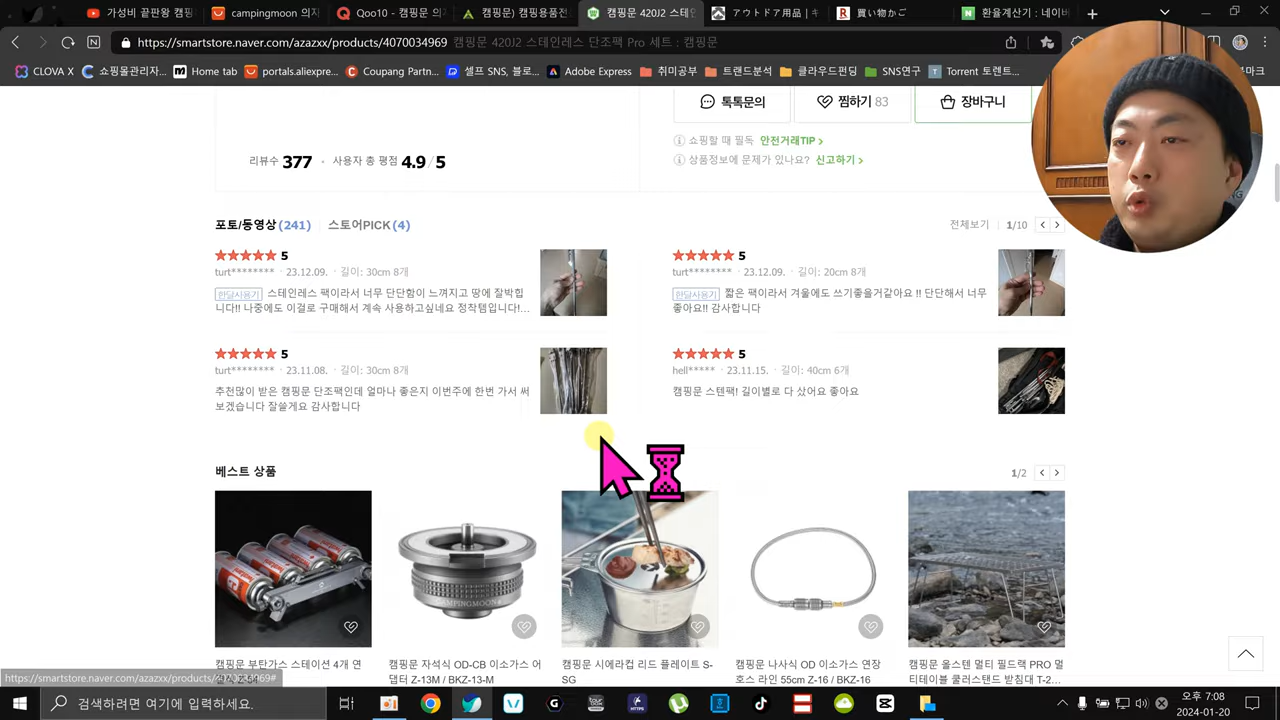 가성비 끝판왕 캠핑
campingmoon 의자
Qoo10 - 캠핑문 의
캠핑문) 캠핑용품전
캠핑문 420J2 스테인
アウトドア用品 | キ
買い物かご
환율계산기 : 네이버
https://smartstore.naver.com/azazxx/products/4070034969 캠핑문 420J2 스테인레스 단조팩 Pro 세트 : 캠핑문
CLOVA X
쇼핑몰관리자...
Home tab
portals.aliexpre...
Coupang Partn...
셀프 SNS, 블로...
Adobe Express
취미공부
트랜드분석
클라우드펀딩
SNS연구
Torrent 토렌트...
톡톡문의
찜하기 83
장바구니
쇼핑할 때 필독 안전거래TIP
상품정보에 문제가 있나요? 신고하기
리뷰수 377 · 사용자 총 평점 4.9 / 5
포토/동영상 (241) 스토어PICK (4)
전체보기 1/10
5
turt******** · 23.12.09. · 길이: 30cm 8개
한달사용기 스테인레스 팩이라서 너무 단단함이 느껴지고 땅에 잘박힙
니다!! 나중에도 이걸로 구매해서 계속 사용하고싶네요 정착템입니다!...
5
turt******** · 23.12.09. · 길이: 20cm 8개
한달사용기 짧은 팩이라서 겨울에도 쓰기좋을거같아요 !! 단단해서 너무
좋아요!! 감사합니다
5
turt******** · 23.11.08. · 길이: 30cm 8개
추천많이 받은 캠핑문 단조팩인데 얼마나 좋은지 이번주에 한번 가서 써
보겠습니다 잘쓸게요 감사합니다
5
hell***** · 23.11.15. · 길이: 40cm 6개
캠핑문 스텐팩! 길이별로 다 샀어요 좋아요
베스트 상품
1/2
CAMPINGMOON
캠핑문 부탄가스 스테이션 4개 연
캠핑문 자석식 OD-CB 이소가스 어
댑터 Z-13M / BKZ-13-M
캠핑문 시에라컵 리드 플레이트 S-
SG
캠핑문 나사식 OD 이소가스 연장
호스 라인 55cm Z-16 / BKZ-16
캠핑문 올스텐 멀티 필드랙 PRO 멀
티테이블 쿨러스탠드 받침대 T-2...
https://smartstore.naver.com/azazxx/products/4070034969#
검색하려면 여기에 입력하세요.
오후 7:08
2024-01-20